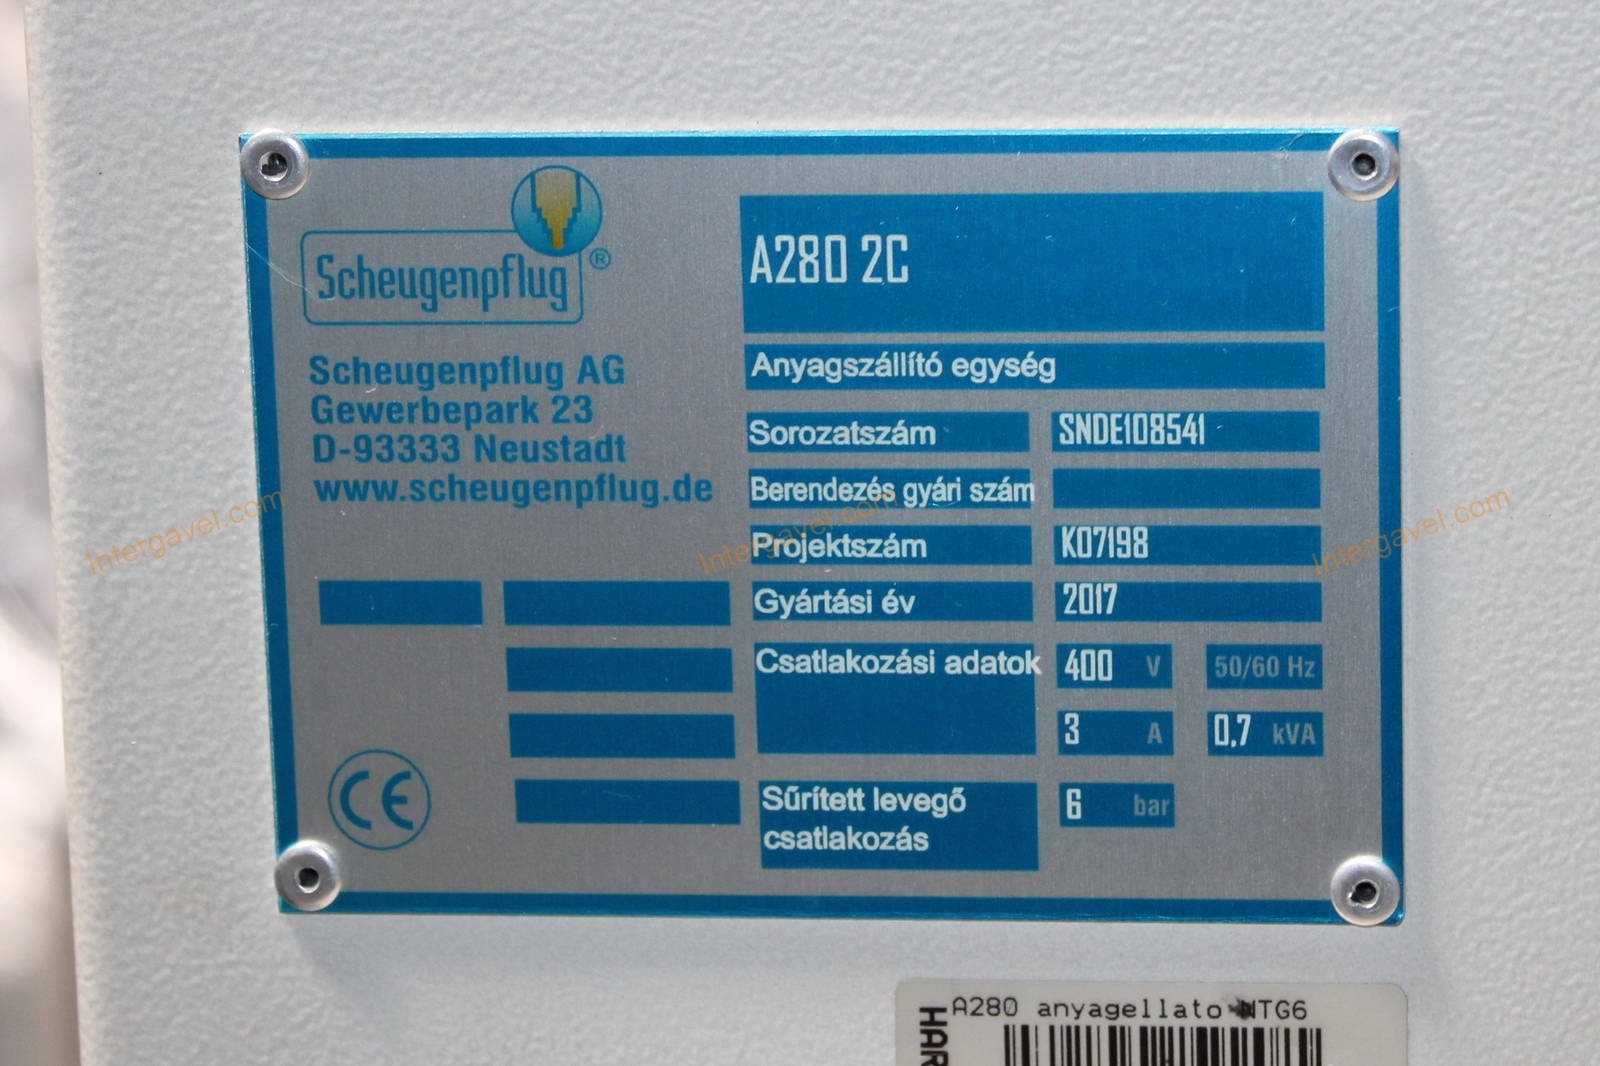 Scheugenpflug ®
Scheugenpflug AG
Gewerbepark 23
D-93333 Neustadt
www.scheugenpflug.de
CE
A280 2C
Anyagszállító egység
Sorozatszám SNDE108541
Berendezés gyári szám
Projektszám K07198
Gyártási év 2017
Csatlakozási adatok 400 V 50/60 Hz
3 A 0,7 kVA
Sűrített levegő 6 bar
csatlakozás
Intergavel.com
Intergavel.com
Intergavel.com
A280 anyagellato
HAR